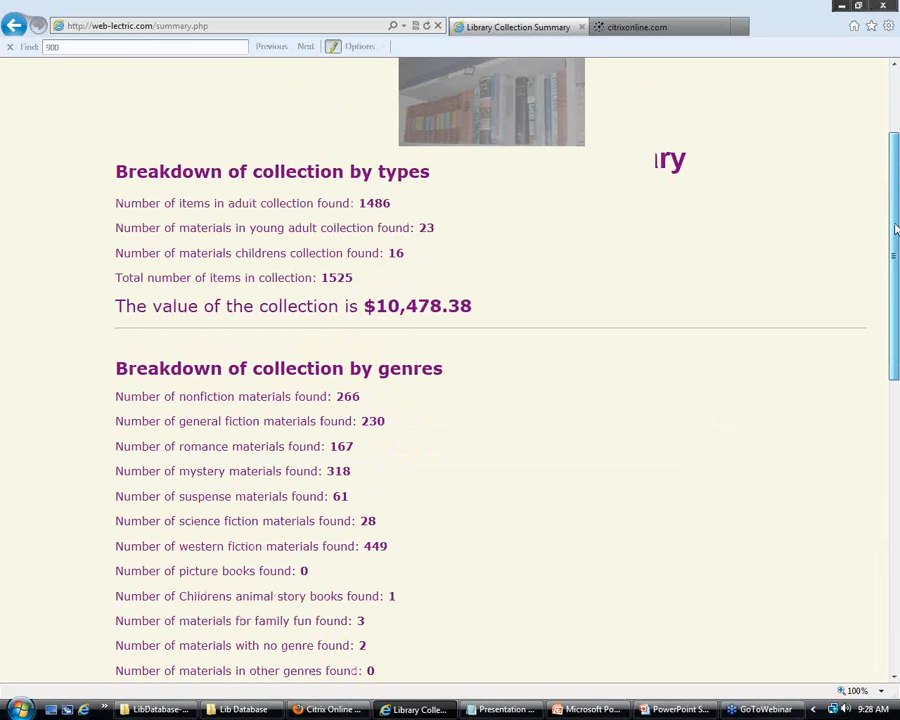 http://web-lectric.com/summary.php
Library Collection Summary
citrixonline.com
Find: 900
Previous Next Options
ry
Breakdown of collection by types
Number of items in aduit collection found: 1486
Number of materials in young adult collection found: 23
Number of materials childrens collection found: 16
Total number of items in collection: 1525
The value of the collection is $10,478.38
Breakdown of collection by genres
Number of nonfiction materials found: 266
Number of general fiction materials found: 230
Number of romance materials found: 167
Number of mystery materials found: 318
Number of suspense materials found: 61
Number of science fiction materials found: 28
Number of western fiction materials found: 449
Number of picture books found: 0
Number of Childrens animal story books found: 1
Number of materials for family fun found: 3
Number of materials with no genre found: 2
Number of materials in other genres found: 0
100%
LibDatabase-... Lib Database Citrix Online ... Library Colle... Presentation ... Microsoft Po... PowerPoint S... GoToWebinar 9:28 AM